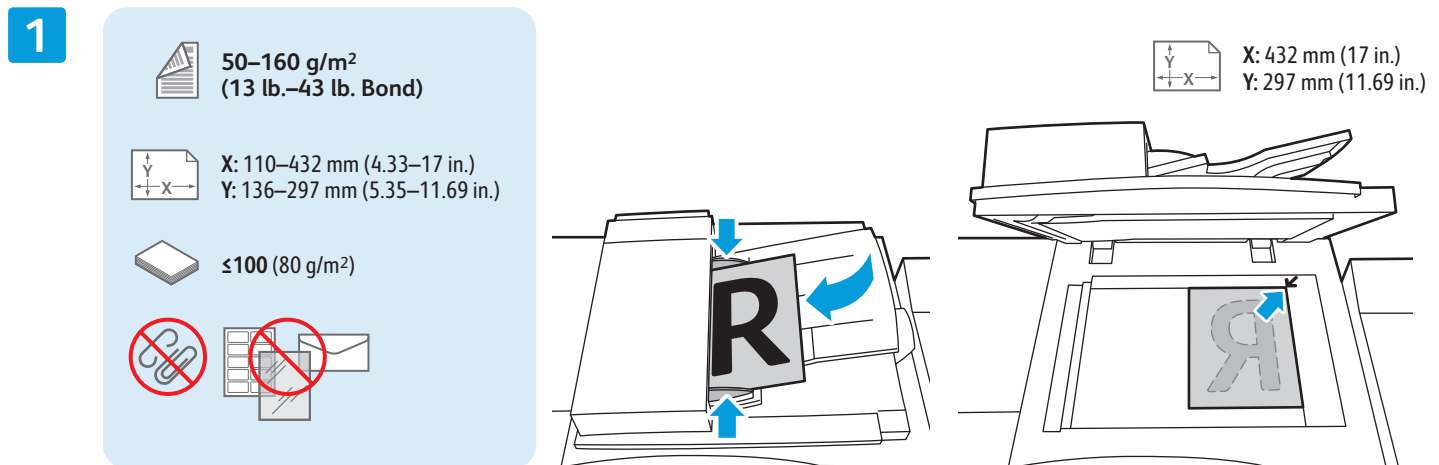 1
50–160 g/m²
(13 lb.–43 lb. Bond)
Y
X
X: 110–432 mm (4.33–17 in.)
Y: 136–297 mm (5.35–11.69 in.)
≤100 (80 g/m²)
R
Y
X
X: 432 mm (17 in.)
Y: 297 mm (11.69 in.)
R